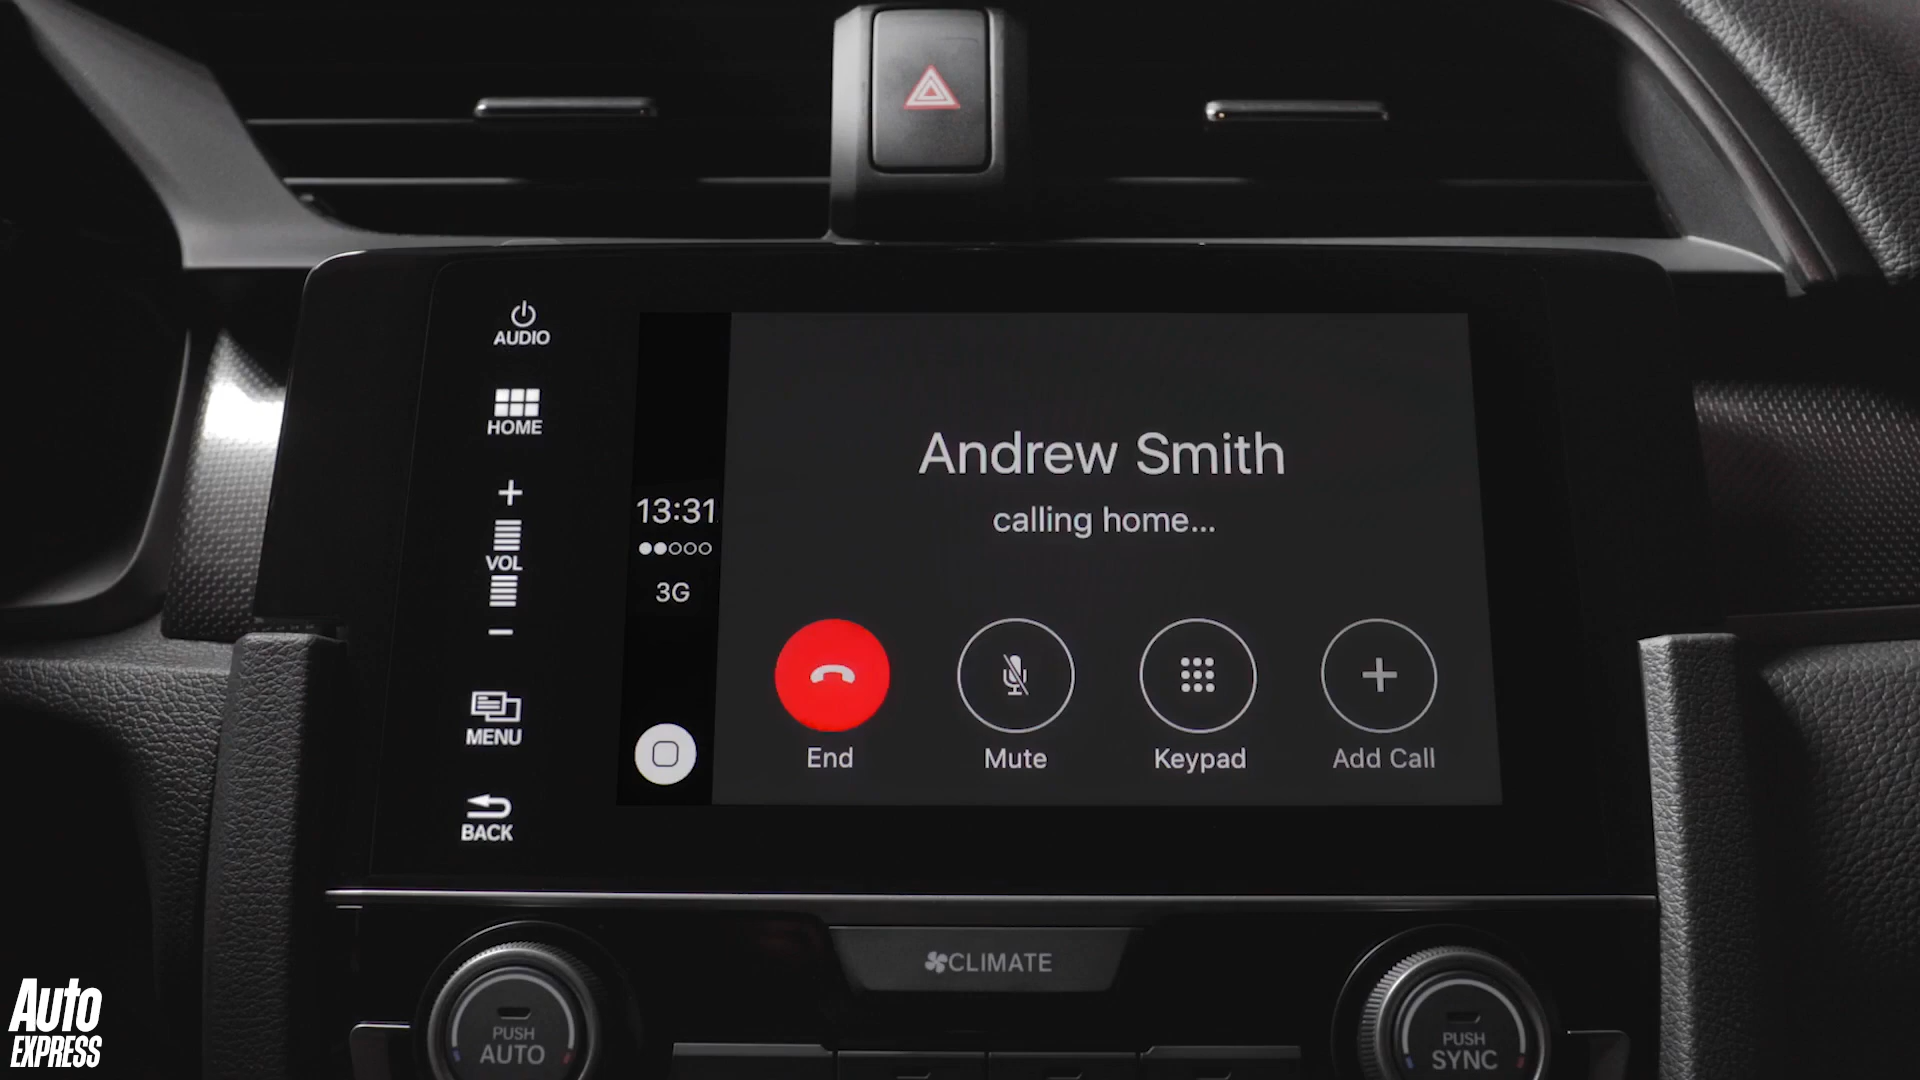 AUDIO
HOME
+
VOL
−
MENU
BACK
13:31
3G
Andrew Smith
calling home...
End
Mute
Keypad
Add Call
CLIMATE
PUSH
AUTO
PUSH
SYNC
Auto
EXPRESS